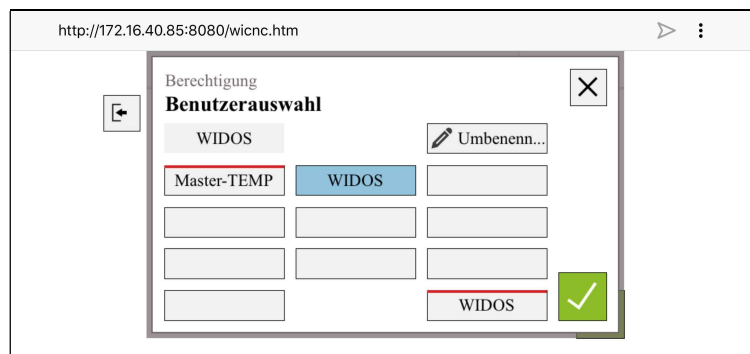 http://172.16.40.85:8080/wicnc.htm
Berechtigung
Benutzerauswahl
WIDOS
Umbenenn...
Master-TEMP
WIDOS
WIDOS